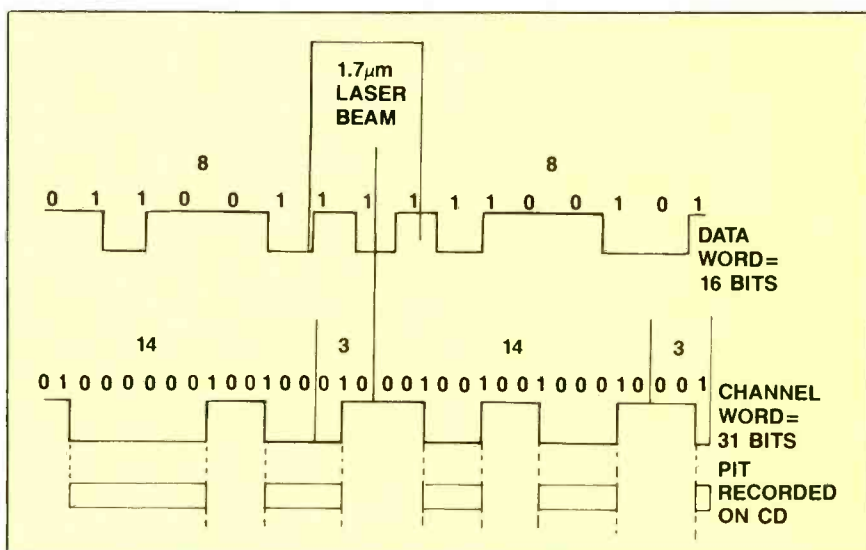 1.7µm
LASER
BEAM
8 8
0 1 1 0 0 1 1 1 1 1 1 0 0 1 0 1
DATA
WORD=
16 BITS
14 3 14 3
0 1 0 0 0 0 0 0 1 0 0 1 0 0 0 1 0 0 0 1 0 0 1 0 0 1 0 0 0 1 0 0 0 1
CHANNEL
WORD=
31 BITS
PIT
RECORDED
ON CD